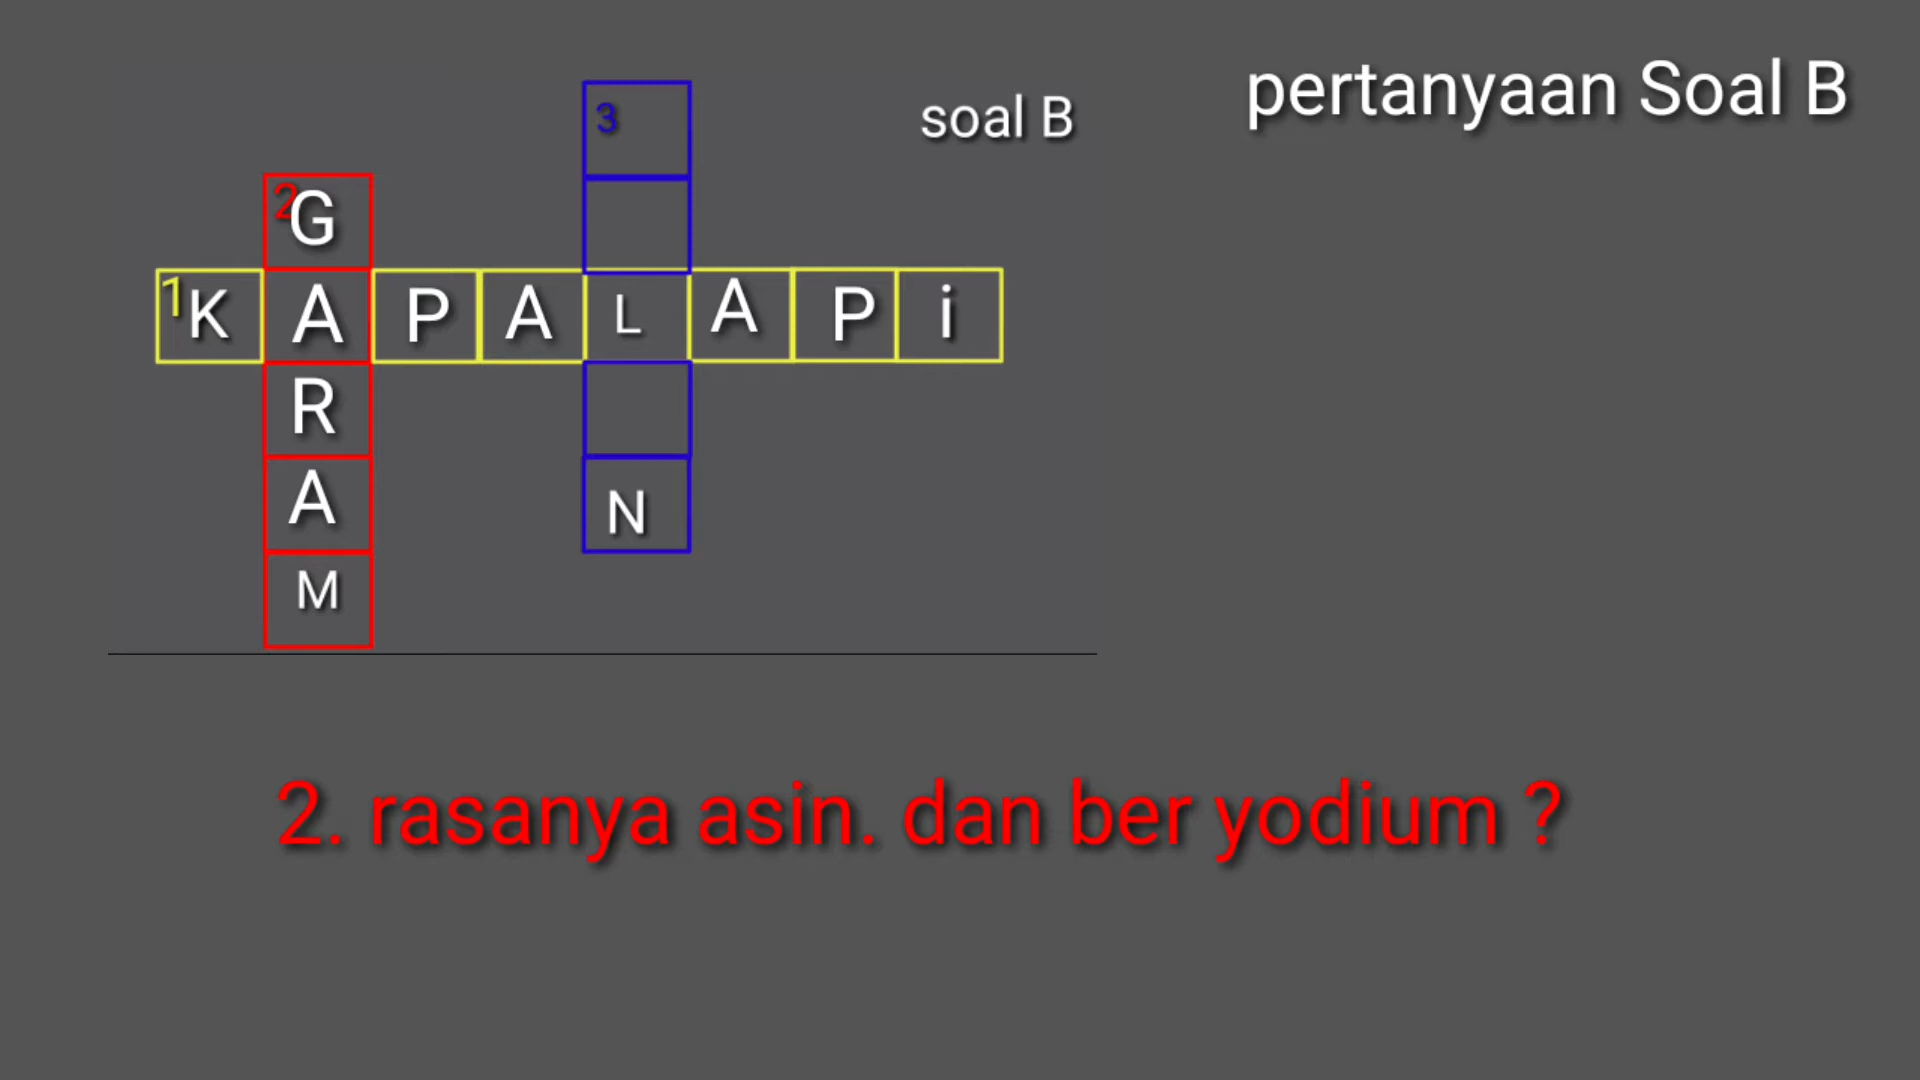 pertanyaan Soal B
soal B
3
2 G
1 K A P A L A P i
R
A
N
M
2. rasanya asin. dan ber yodium ?